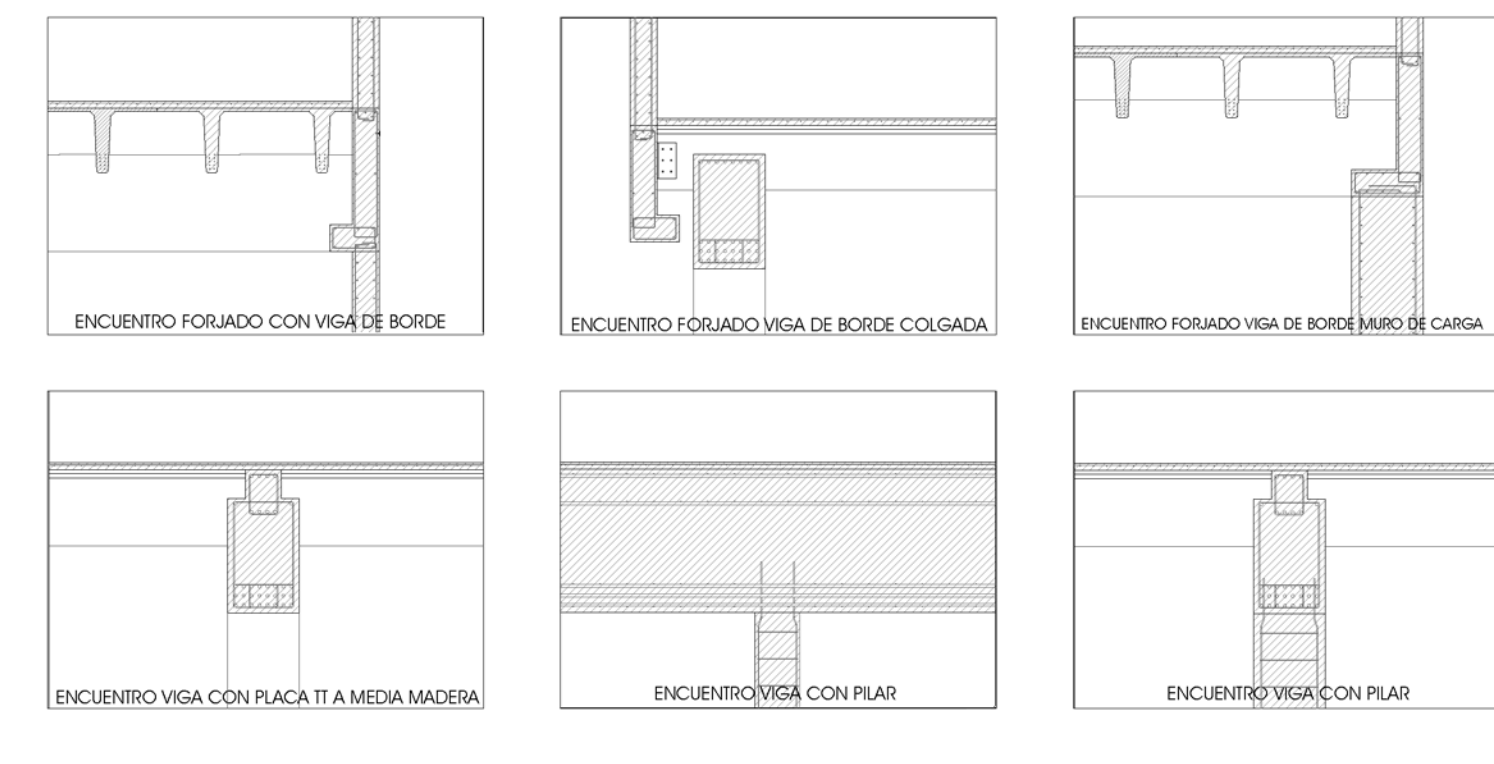 ENCUENTRO FORJADO CON VIGA DE BORDE
ENCUENTRO FORJADO VIGA DE BORDE COLGADA
ENCUENTRO FORJADO VIGA DE BORDE MURO DE CARGA
ENCUENTRO VIGA CON PLACA TT A MEDIA MADERA
ENCUENTRO VIGA CON PILAR
ENCUENTRO VIGA CON PILAR